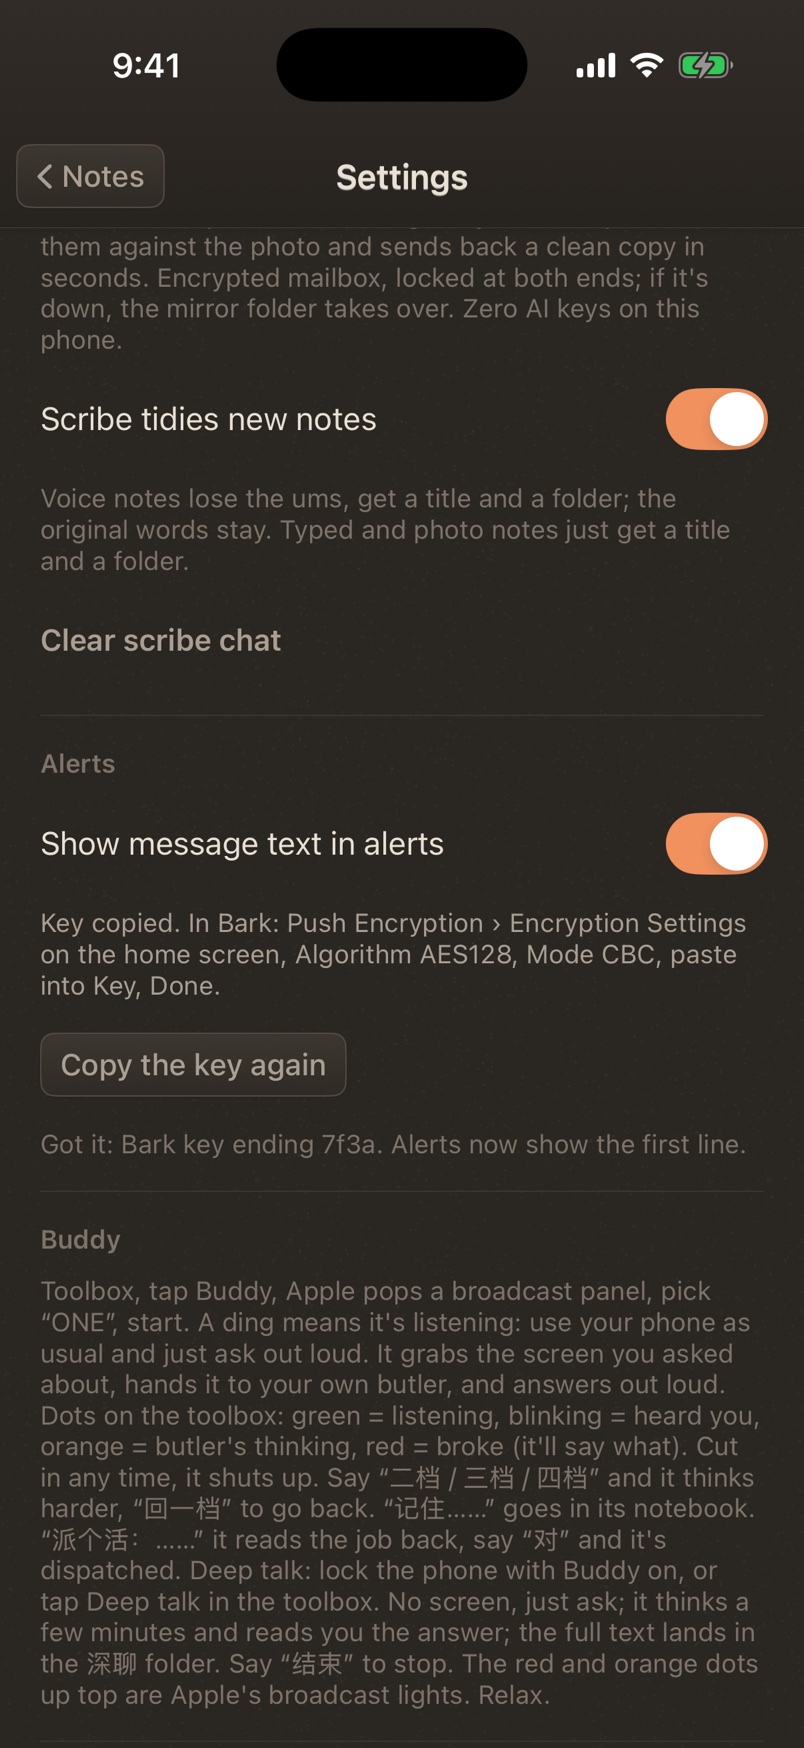 9:41
Notes
Settings
them against the photo and sends back a clean copy in
seconds. Encrypted mailbox, locked at both ends; if it's
down, the mirror folder takes over. Zero AI keys on this
phone.
Scribe tidies new notes
Voice notes lose the ums, get a title and a folder; the
original words stay. Typed and photo notes just get a title
and a folder.
Clear scribe chat
Alerts
Show message text in alerts
Key copied. In Bark: Push Encryption › Encryption Settings
on the home screen, Algorithm AES128, Mode CBC, paste
into Key, Done.
Copy the key again
Got it: Bark key ending 7f3a. Alerts now show the first line.
Buddy
Toolbox, tap Buddy, Apple pops a broadcast panel, pick
“ONE”, start. A ding means it's listening: use your phone as
usual and just ask out loud. It grabs the screen you asked
about, hands it to your own butler, and answers out loud.
Dots on the toolbox: green = listening, blinking = heard you,
orange = butler's thinking, red = broke (it'll say what). Cut
in any time, it shuts up. Say “二档 / 三档 / 四档” and it thinks
harder, “回一档” to go back. “记住……” goes in its notebook.
“派个活：……” it reads the job back, say “对” and it's
dispatched. Deep talk: lock the phone with Buddy on, or
tap Deep talk in the toolbox. No screen, just ask; it thinks a
few minutes and reads you the answer; the full text lands in
the 深聊 folder. Say “结束” to stop. The red and orange dots
up top are Apple's broadcast lights. Relax.